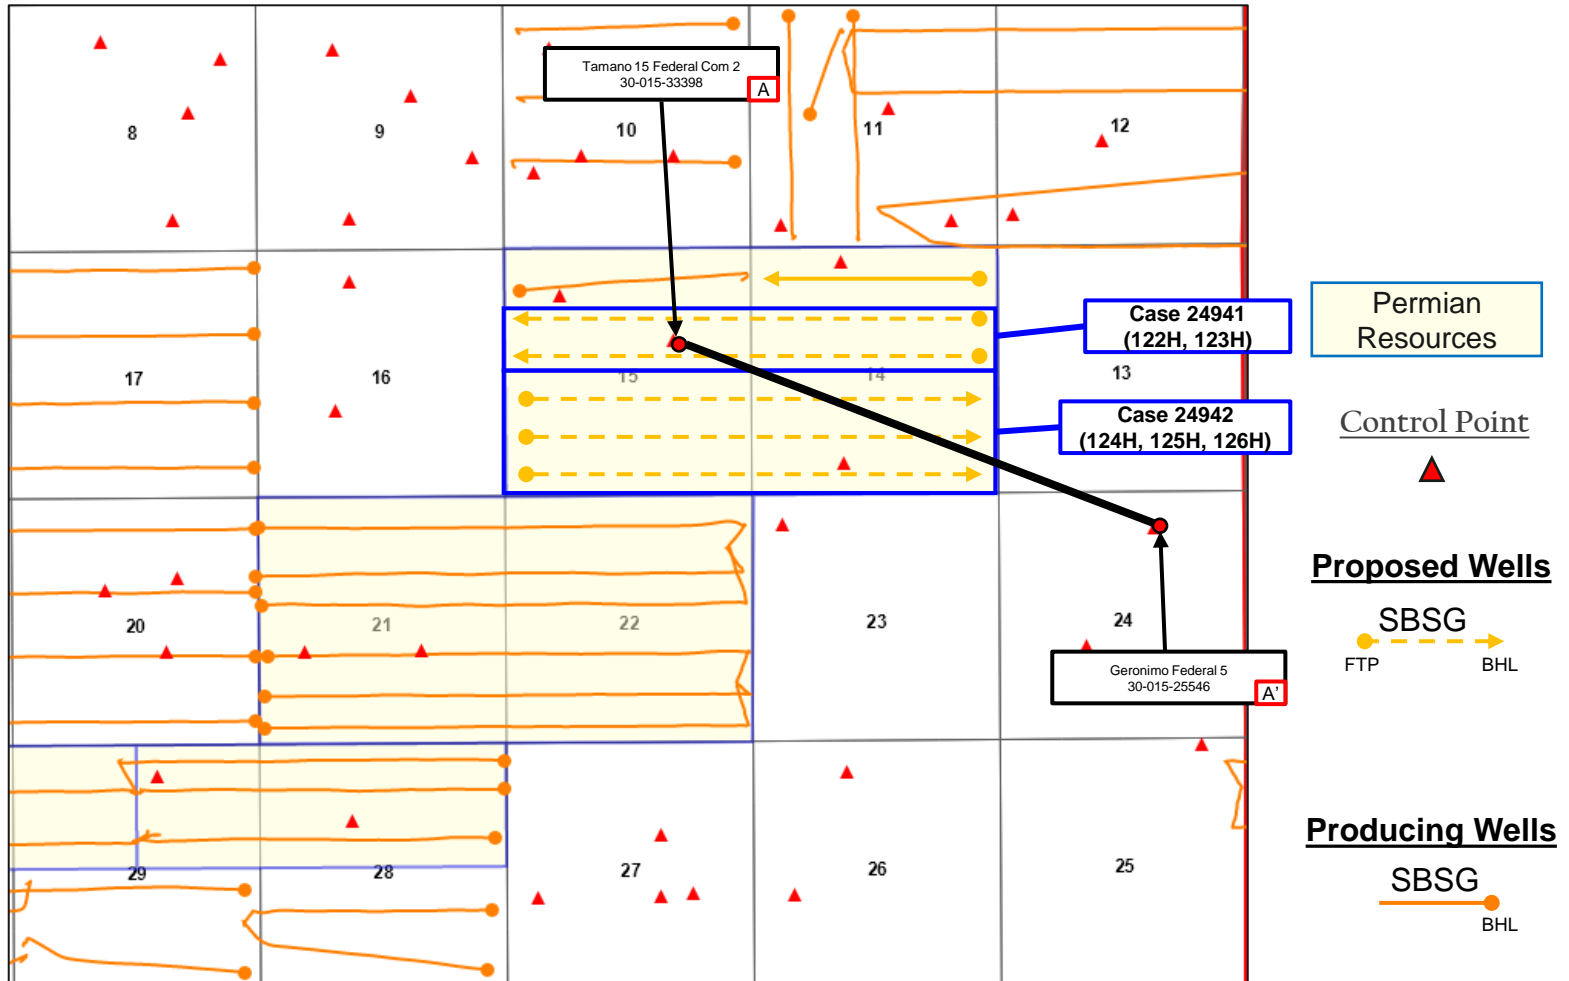 Tamano 15 Federal Com 2
30-015-33398
A
8
9
10
11
12
17
16
15
14
13
Case 24941
(122H, 123H)
Case 24942
(124H, 125H, 126H)
Permian
Resources
Control Point
20
21
22
23
24
Geronimo Federal 5
30-015-25546
A'
Proposed Wells
SBSG
FTP
BHL
29
28
27
26
25
Producing Wells
SBSG
BHL